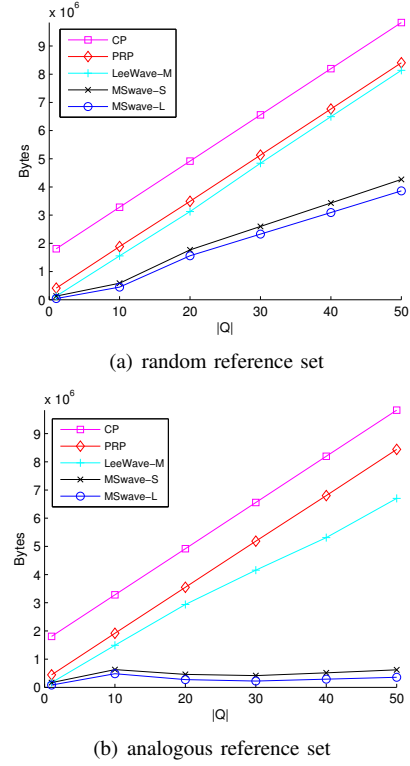 x 10^6
CP
PRP
LeeWave-M
MSwave-S
MSwave-L
Bytes
9
8
7
6
5
4
3
2
1
0
0 10 20 30 40 50
|Q|
(a) random reference set
x 10^6
CP
PRP
LeeWave-M
MSwave-S
MSwave-L
Bytes
9
8
7
6
5
4
3
2
1
0
0 10 20 30 40 50
|Q|
(b) analogous reference set